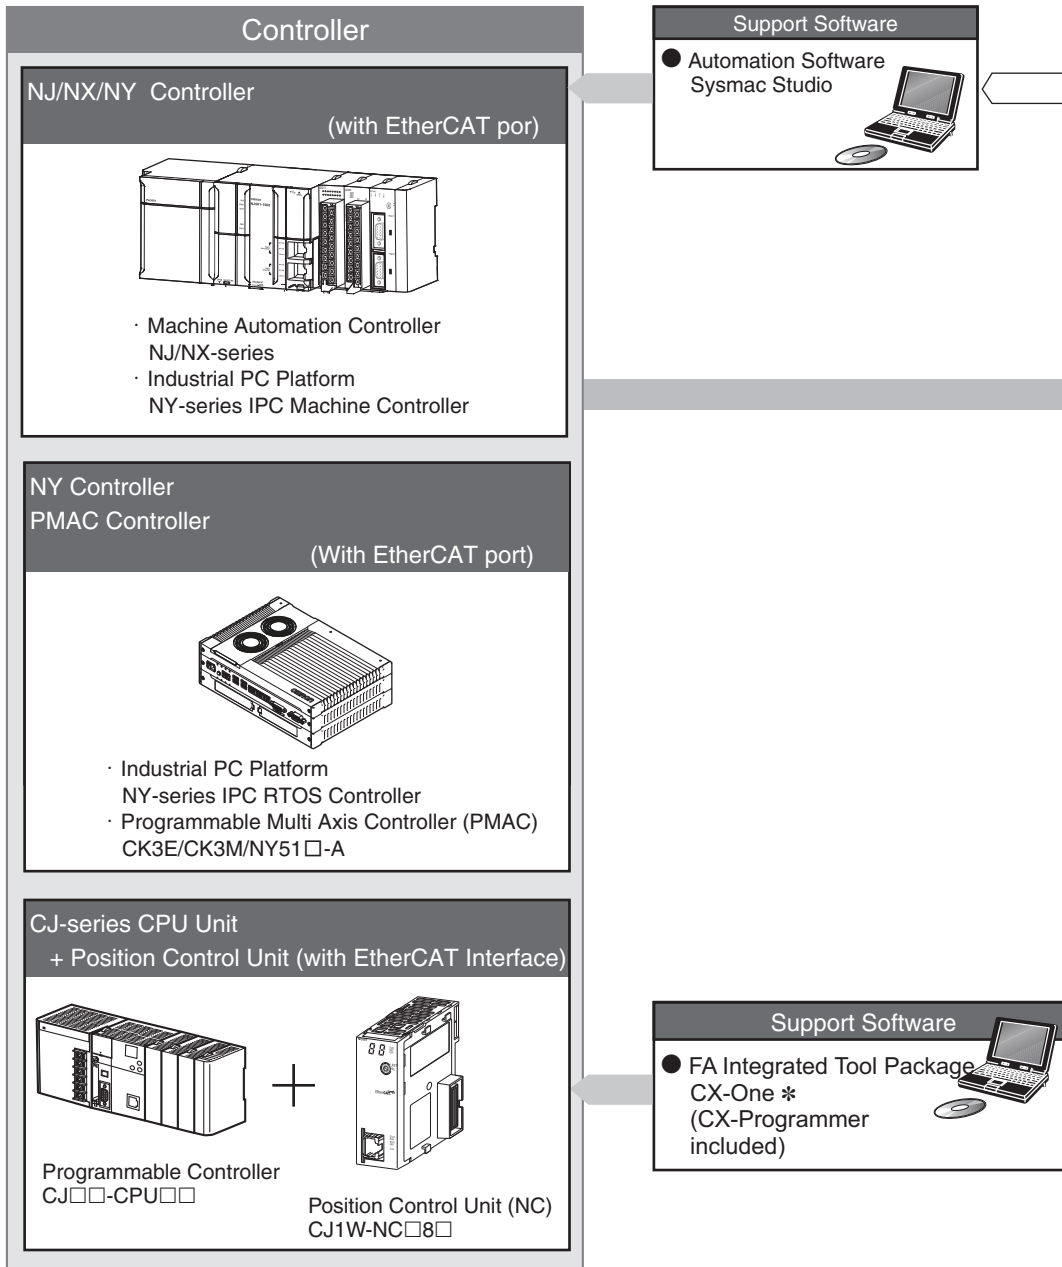 Controller
NJ/NX/NY Controller
(with EtherCAT por)
· Machine Automation Controller
NJ/NX-series
· Industrial PC Platform
NY-series IPC Machine Controller
NY Controller
PMAC Controller
(With EtherCAT port)
· Industrial PC Platform
NY-series IPC RTOS Controller
· Programmable Multi Axis Controller (PMAC)
CK3E/CK3M/NY51□-A
CJ-series CPU Unit
+ Position Control Unit (with EtherCAT Interface)
Programmable Controller
CJ□□-CPU□□
Position Control Unit (NC)
CJ1W-NC□8□
Support Software
● Automation Software
Sysmac Studio
Support Software
● FA Integrated Tool Package
CX-One *
(CX-Programmer
included)